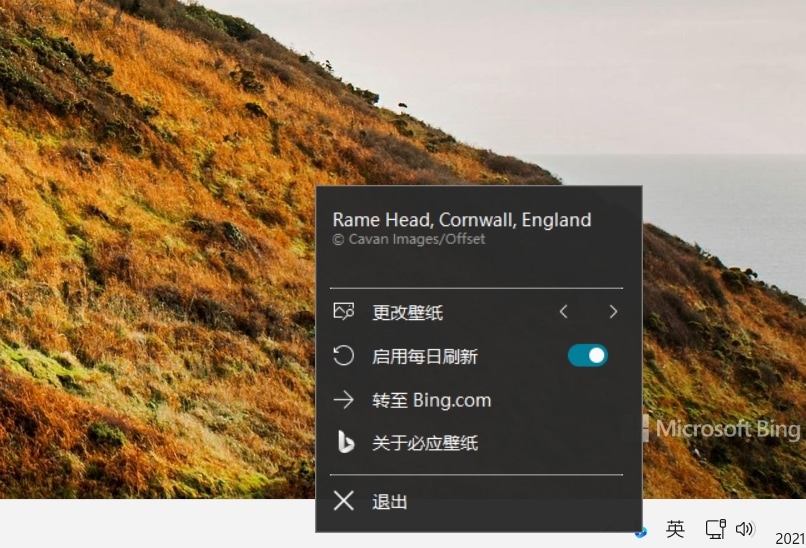 Rame Head, Cornwall, England
© Cavan Images/Offset
更改壁纸
启用每日刷新
转至 Bing.com
关于必应壁纸
退出
Microsoft Bing
英
2021